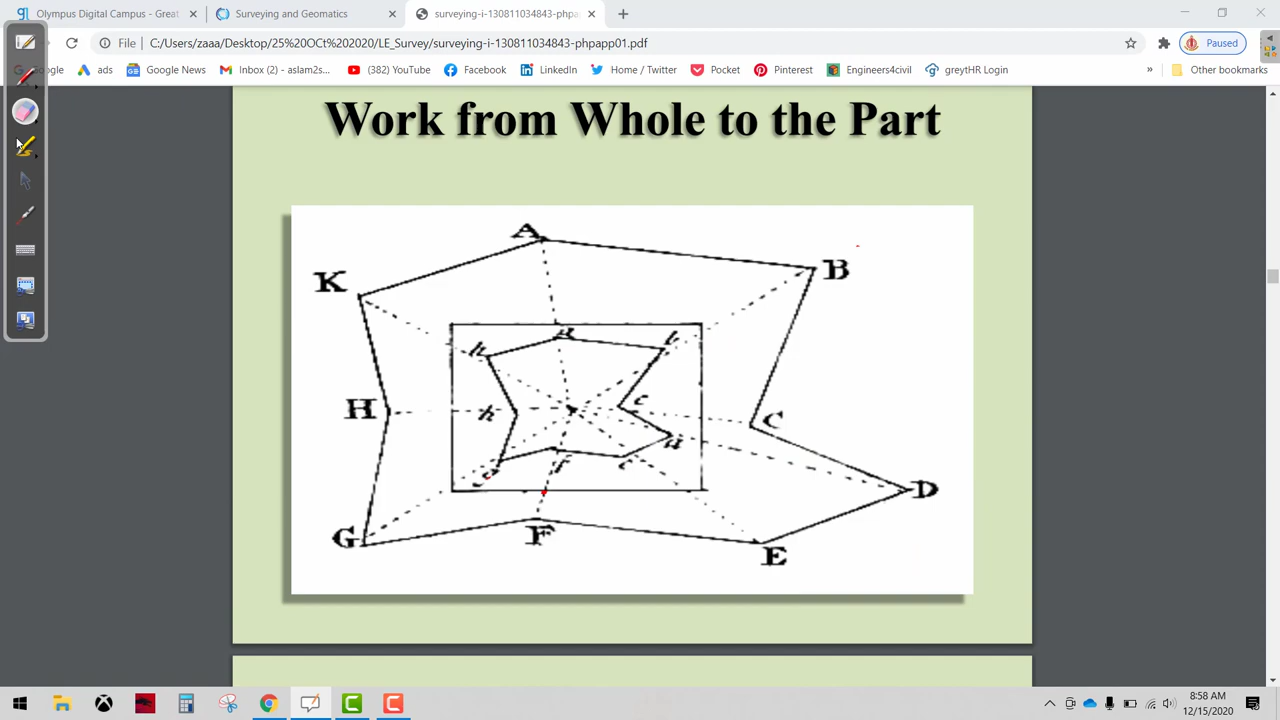 Olympus Digital Campus - Great L
Surveying and Geomatics
surveying-i-130811034843-phpapp
File C:/Users/zaaa/Desktop/25%20OCt%202020/LE_Survey/surveying-i-130811034843-phpapp01.pdf
Paused
Google
ads
Google News
Inbox (2) - aslam2s...
(382) YouTube
Facebook
LinkedIn
Home / Twitter
Pocket
Pinterest
Engineers4civil
greytHR Login
»
Other bookmarks
Work from Whole to the Part
A
B
K
a
b
h
H
h
c
C
d
f
e
D
G
F
E
8:58 AM
12/15/2020